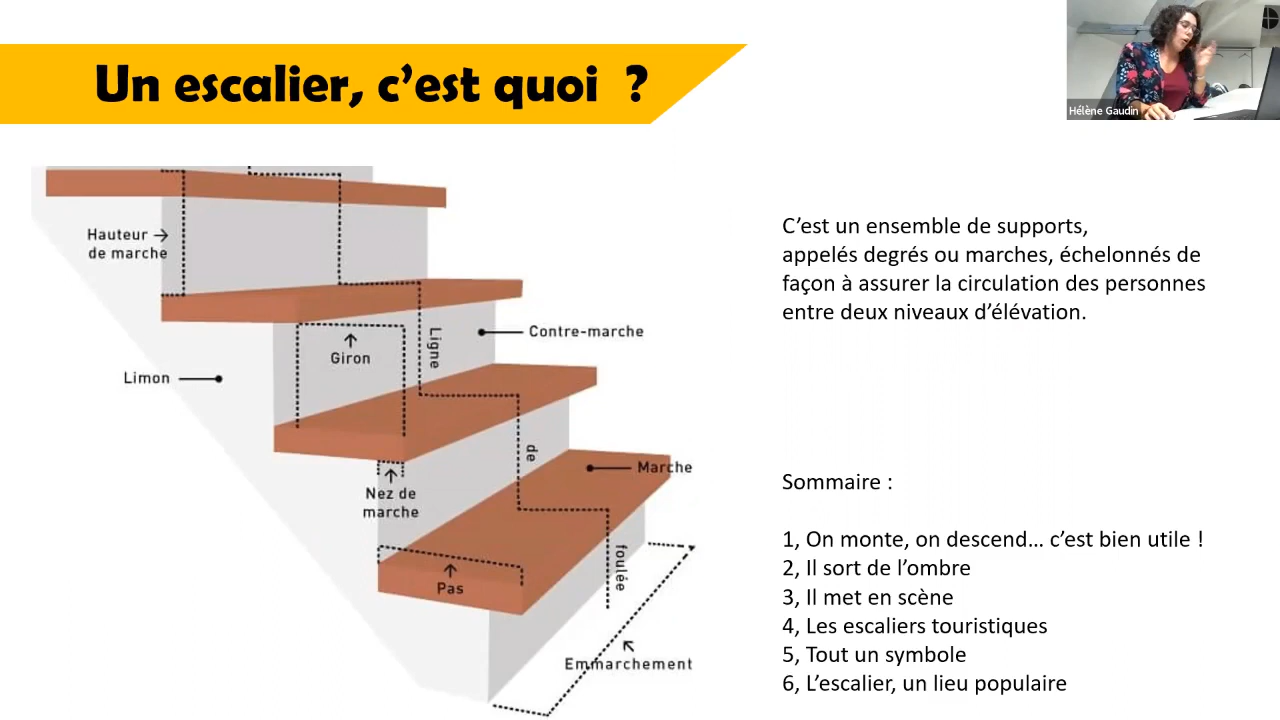 Un escalier, c’est quoi ?
Hélène Gaudin
Hauteur
de marche
Limon
Giron
Ligne
de
foulée
Contre-marche
Nez de
marche
Marche
Pas
Emmarchement
C’est un ensemble de supports,
appelés degrés ou marches, échelonnés de
façon à assurer la circulation des personnes
entre deux niveaux d’élévation.
Sommaire :
1, On monte, on descend… c’est bien utile !
2, Il sort de l’ombre
3, Il met en scène
4, Les escaliers touristiques
5, Tout un symbole
6, L’escalier, un lieu populaire